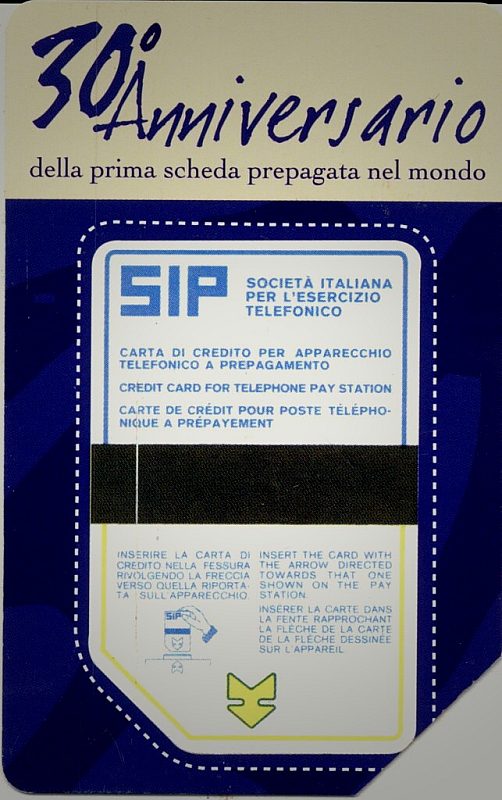 30° Anniversario
della prima scheda prepagata nel mondo
SIP
SOCIETÀ ITALIANA
PER L'ESERCIZIO
TELEFONICO
CARTA DI CREDITO PER APPARECCHIO
TELEFONICO A PREPAGAMENTO
CREDIT CARD FOR TELEPHONE PAY STATION
CARTE DE CRÉDIT POUR POSTE TÉLÉPHO-
NIQUE A PRÉPAYEMENT
INSERIRE LA CARTA DI
CREDITO NELLA FESSURA
RIVOLGENDO LA FRECCIA
VERSO QUELLA RIPORTA-
TA SULL'APPARECCHIO.
SIP
INSERT THE CARD WITH
THE ARROW DIRECTED
TOWARDS THAT ONE
SHOWN ON THE PAY
STATION.
INSÉRER LA CARTE DANS
LA FENTE RAPPROCHANT
LA FLÈCHE DE LA CARTE
DE LA FLÈCHE DESSINÉE
SUR L'APPAREIL.